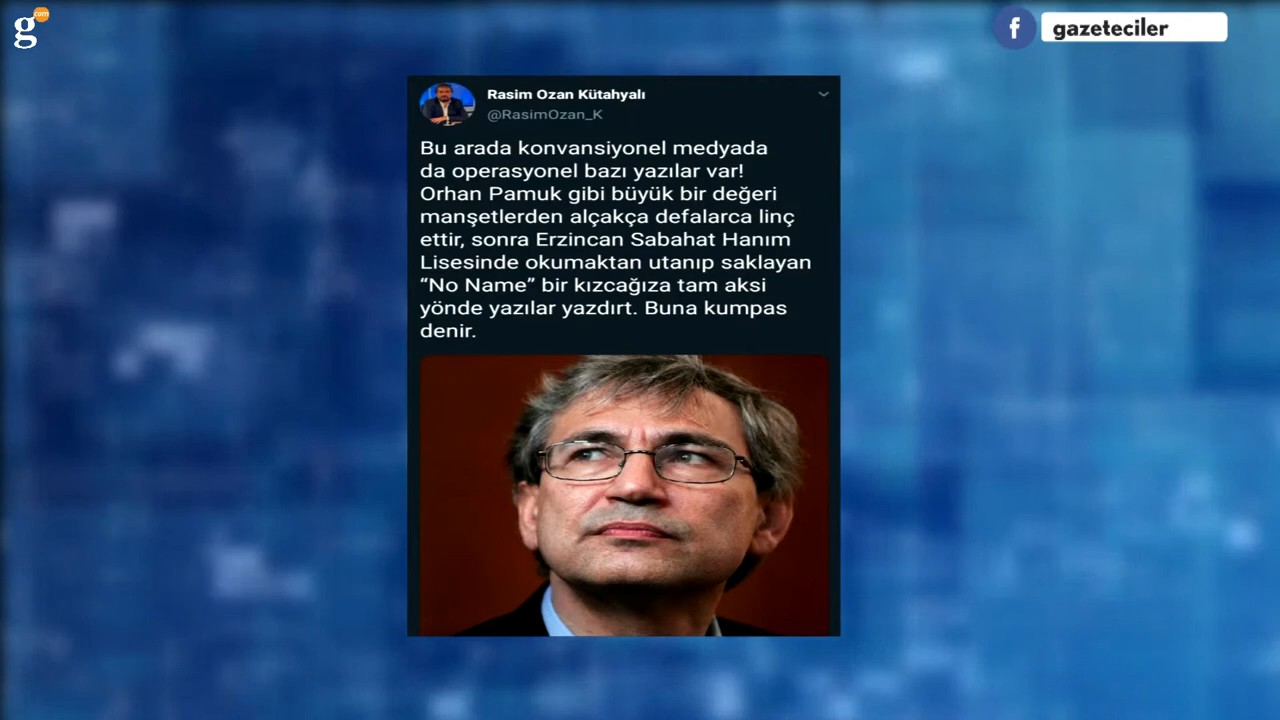 g com
gazeteciler
Rasim Ozan Kütahyalı
@RasimOzan_K
Bu arada konvansiyonel medyada
da operasyonel bazı yazılar var!
Orhan Pamuk gibi büyük bir değeri
manşetlerden alçakça defalarca linç
ettir, sonra Erzincan Sabahat Hanım
Lisesinde okumaktan utanıp saklayan
“No Name” bir kızcağıza tam aksi
yönde yazılar yazdırt. Buna kumpas
denir.